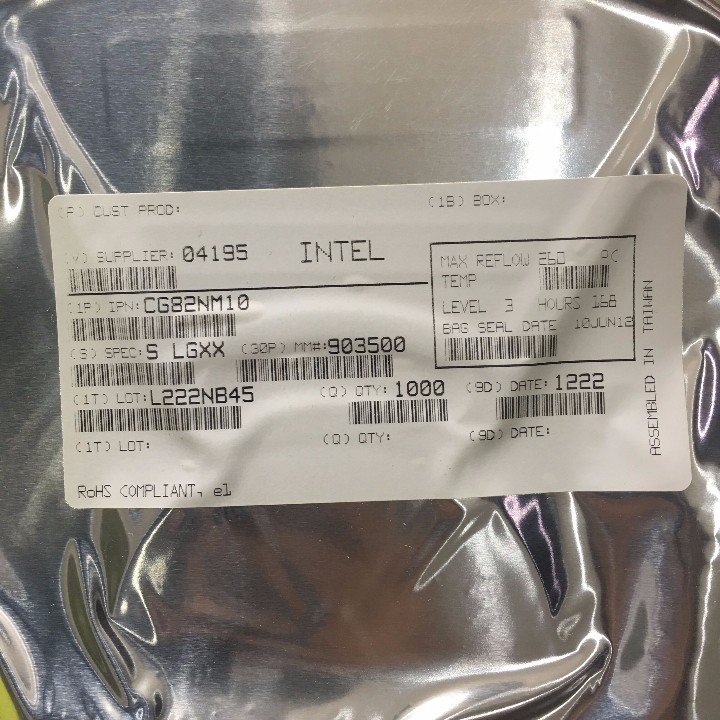 (P) CUST PROD: (1B) BOX:
(V) SUPPLIER: 04195 INTEL
MAX REFLOW 260 °C
TEMP
(1P) IPN: CG82NM10
LEVEL 3 HOURS 168
BAG SEAL DATE 10JUN12
(S) SPEC: S LGXX (30P) MM#: 903500
(1T) LOT: L222NB45 (Q) QTY: 1000 (9D) DATE: 1222
(1T) LOT: (Q) QTY: (9D) DATE:
RoHS COMPLIANT, e1
ASSEMBLED IN TAIWAN